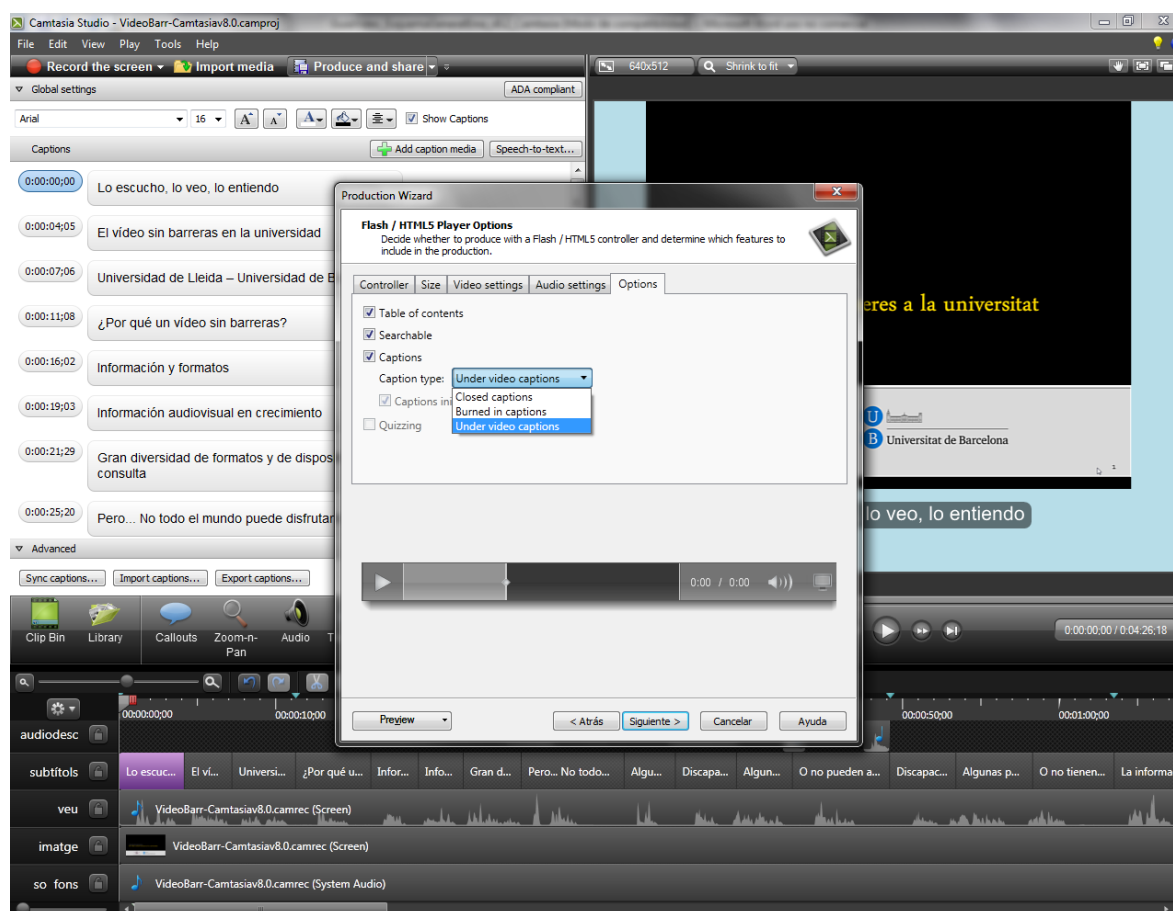 Camtasia Studio - VideoBarr-Camtasiav8.0.camproj
File Edit View Play Tools Help
Record the screen Import media Produce and share
640x512 Shrink to fit
Global settings ADA compliant
Arial 16 Show Captions
Captions Add caption media Speech-to-text...
0:00:00;00 Lo escucho, lo veo, lo entiendo
0:00:04;05 El vídeo sin barreras en la universidad
0:00:07;06 Universidad de Lleida – Universidad de B
0:00:11;08 ¿Por qué un vídeo sin barreras?
0:00:16;02 Información y formatos
0:00:19;03 Información audiovisual en crecimiento
0:00:21;29 Gran diversidad de formatos y de dispos
consulta
0:00:25;20 Pero... No todo el mundo puede disfrutar
Advanced
Sync captions... Import captions... Export captions...
Production Wizard
Flash / HTML5 Player Options
Decide whether to produce with a Flash / HTML5 controller and determine which features to
include in the production.
Controller Size Video settings Audio settings Options
Table of contents
Searchable
Captions
Caption type: Under video captions
Captions ini
Closed captions
Burned in captions
Under video captions
Quizzing
0:00 / 0:00
Preview < Atrás Siguiente > Cancelar Ayuda
eres a la universitat
U
B Universitat de Barcelona
1
lo veo, lo entiendo
Clip Bin Library Callouts Zoom-n-
Pan Audio T
0:00:00;00 / 0:04:26;18
00:00:00;00 00:00:10;00 00:00:50;00 00:01:00;00
audiodesc
subtítols Lo escuc... El ví... Universi... ¿Por qué u... Infor... Info... Gran d... Pero... No todo... Algu... Discapa... Algun... O no pueden a... Discapac... Algunas p... O no tienen... La informa
veu VideoBarr-Camtasiav8.0.camrec (Screen)
imatge VideoBarr-Camtasiav8.0.camrec (Screen)
so fons VideoBarr-Camtasiav8.0.camrec (System Audio)